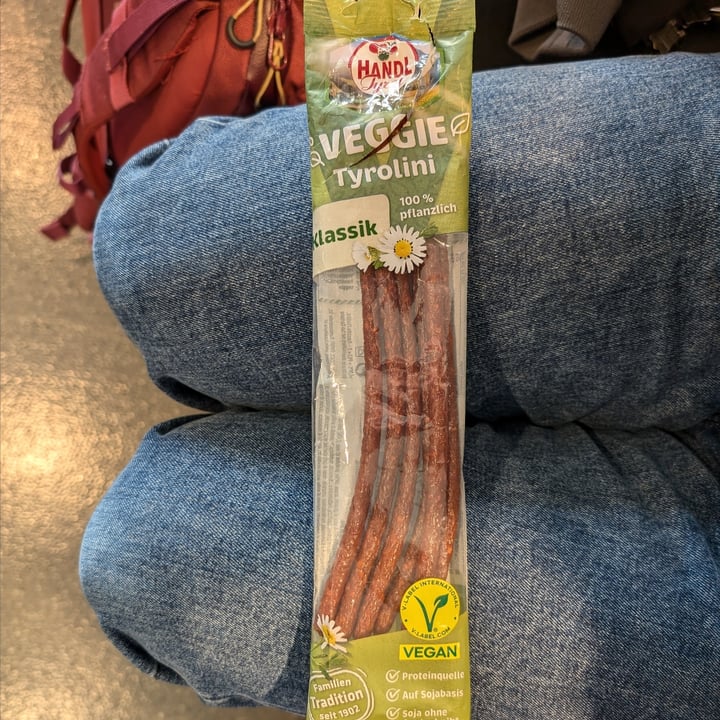 HANDL
Tyrol
VEGGIE
Tyrolini
100 %
pflanzlich
Klassik
V-LABEL INTERNATIONAL
V-LABEL.COM
VEGAN
Proteinquelle
Auf Sojabasis
Soja ohne
Familien
Tradition
seit 1902